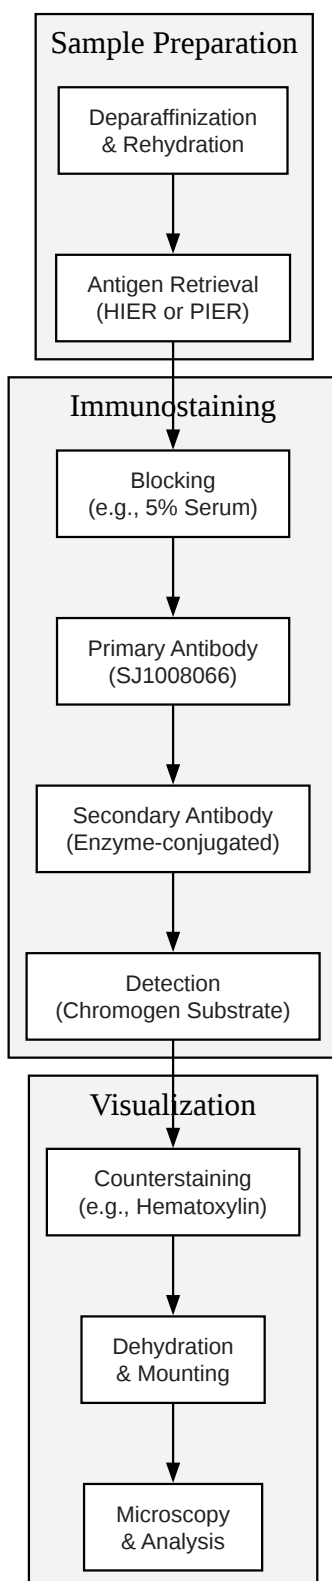 Sample Preparation
Deparaffinization
& Rehydration
Antigen Retrieval
(HIER or PIER)
Immunostaining
Blocking
(e.g., 5% Serum)
Primary Antibody
(SJ1008066)
Secondary Antibody
(Enzyme-conjugated)
Detection
(Chromogen Substrate)
Visualization
Counterstaining
(e.g., Hematoxylin)
Dehydration
& Mounting
Microscopy
& Analysis